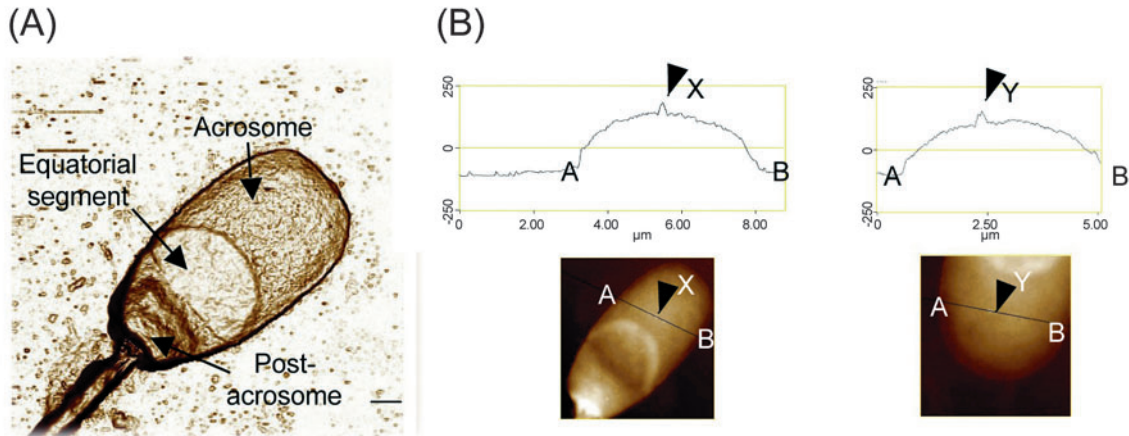 (A)
Acrosome
Equatorial
segment
Post-
acrosome
(B)
250
0
-250
X
A
B
0
2.00
4.00
6.00
8.00
µm
250
0
-250
Y
A
B
0
2.50
5.0
µm
A
X
B
A
Y
B